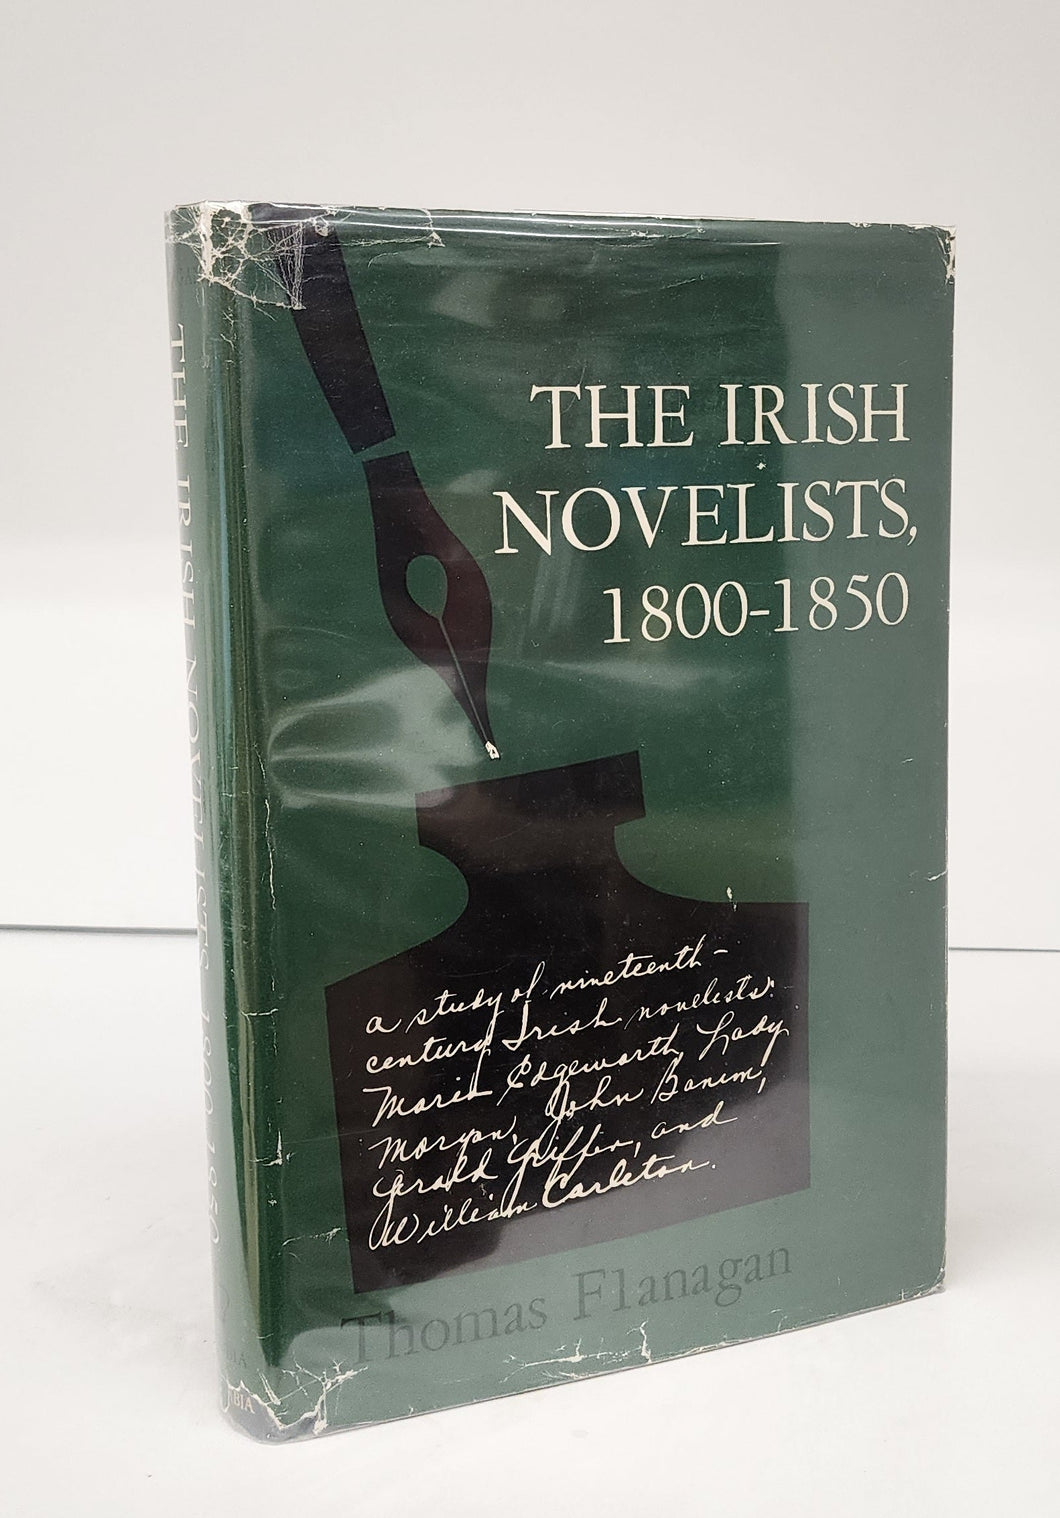 THE IRISH
NOVELISTS,
1800-1850
a study of nineteenth-
century Irish novelists:
Maria Edgeworth, Lady
Morgan, John Banim,
Gerald Griffin, and
William Carleton.
Thomas Flanagan
THE IRISH NOVELISTS 1800-1850
BIA